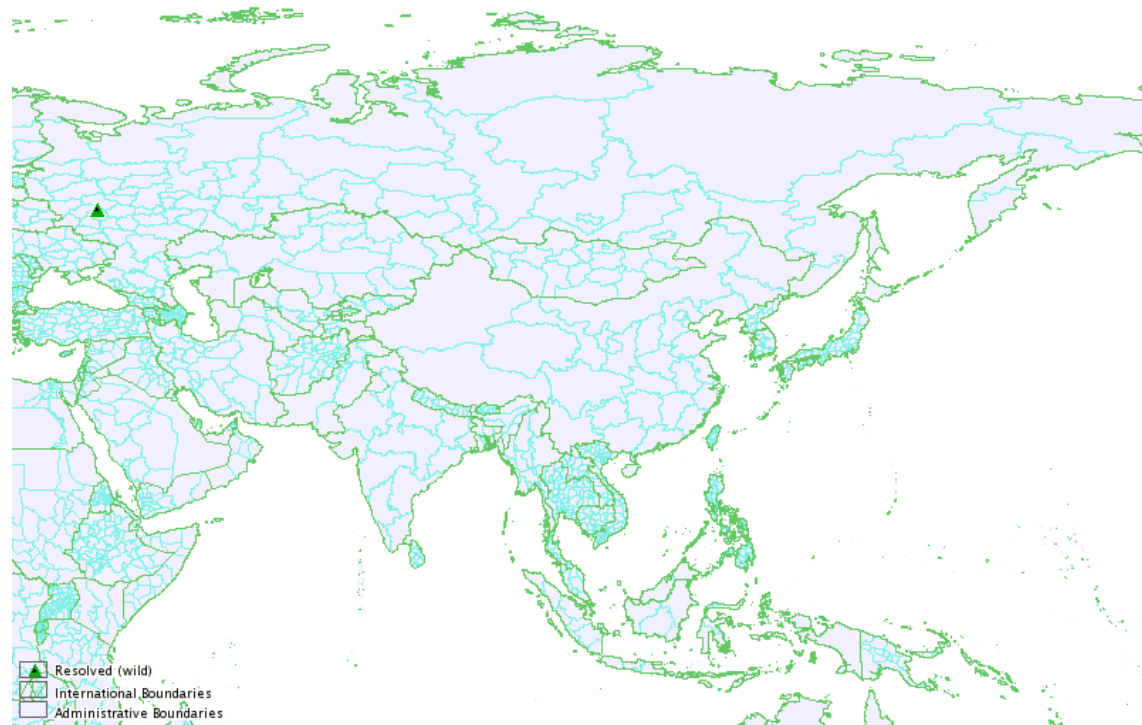 Resolved (wild)
International Boundaries
Administrative Boundaries